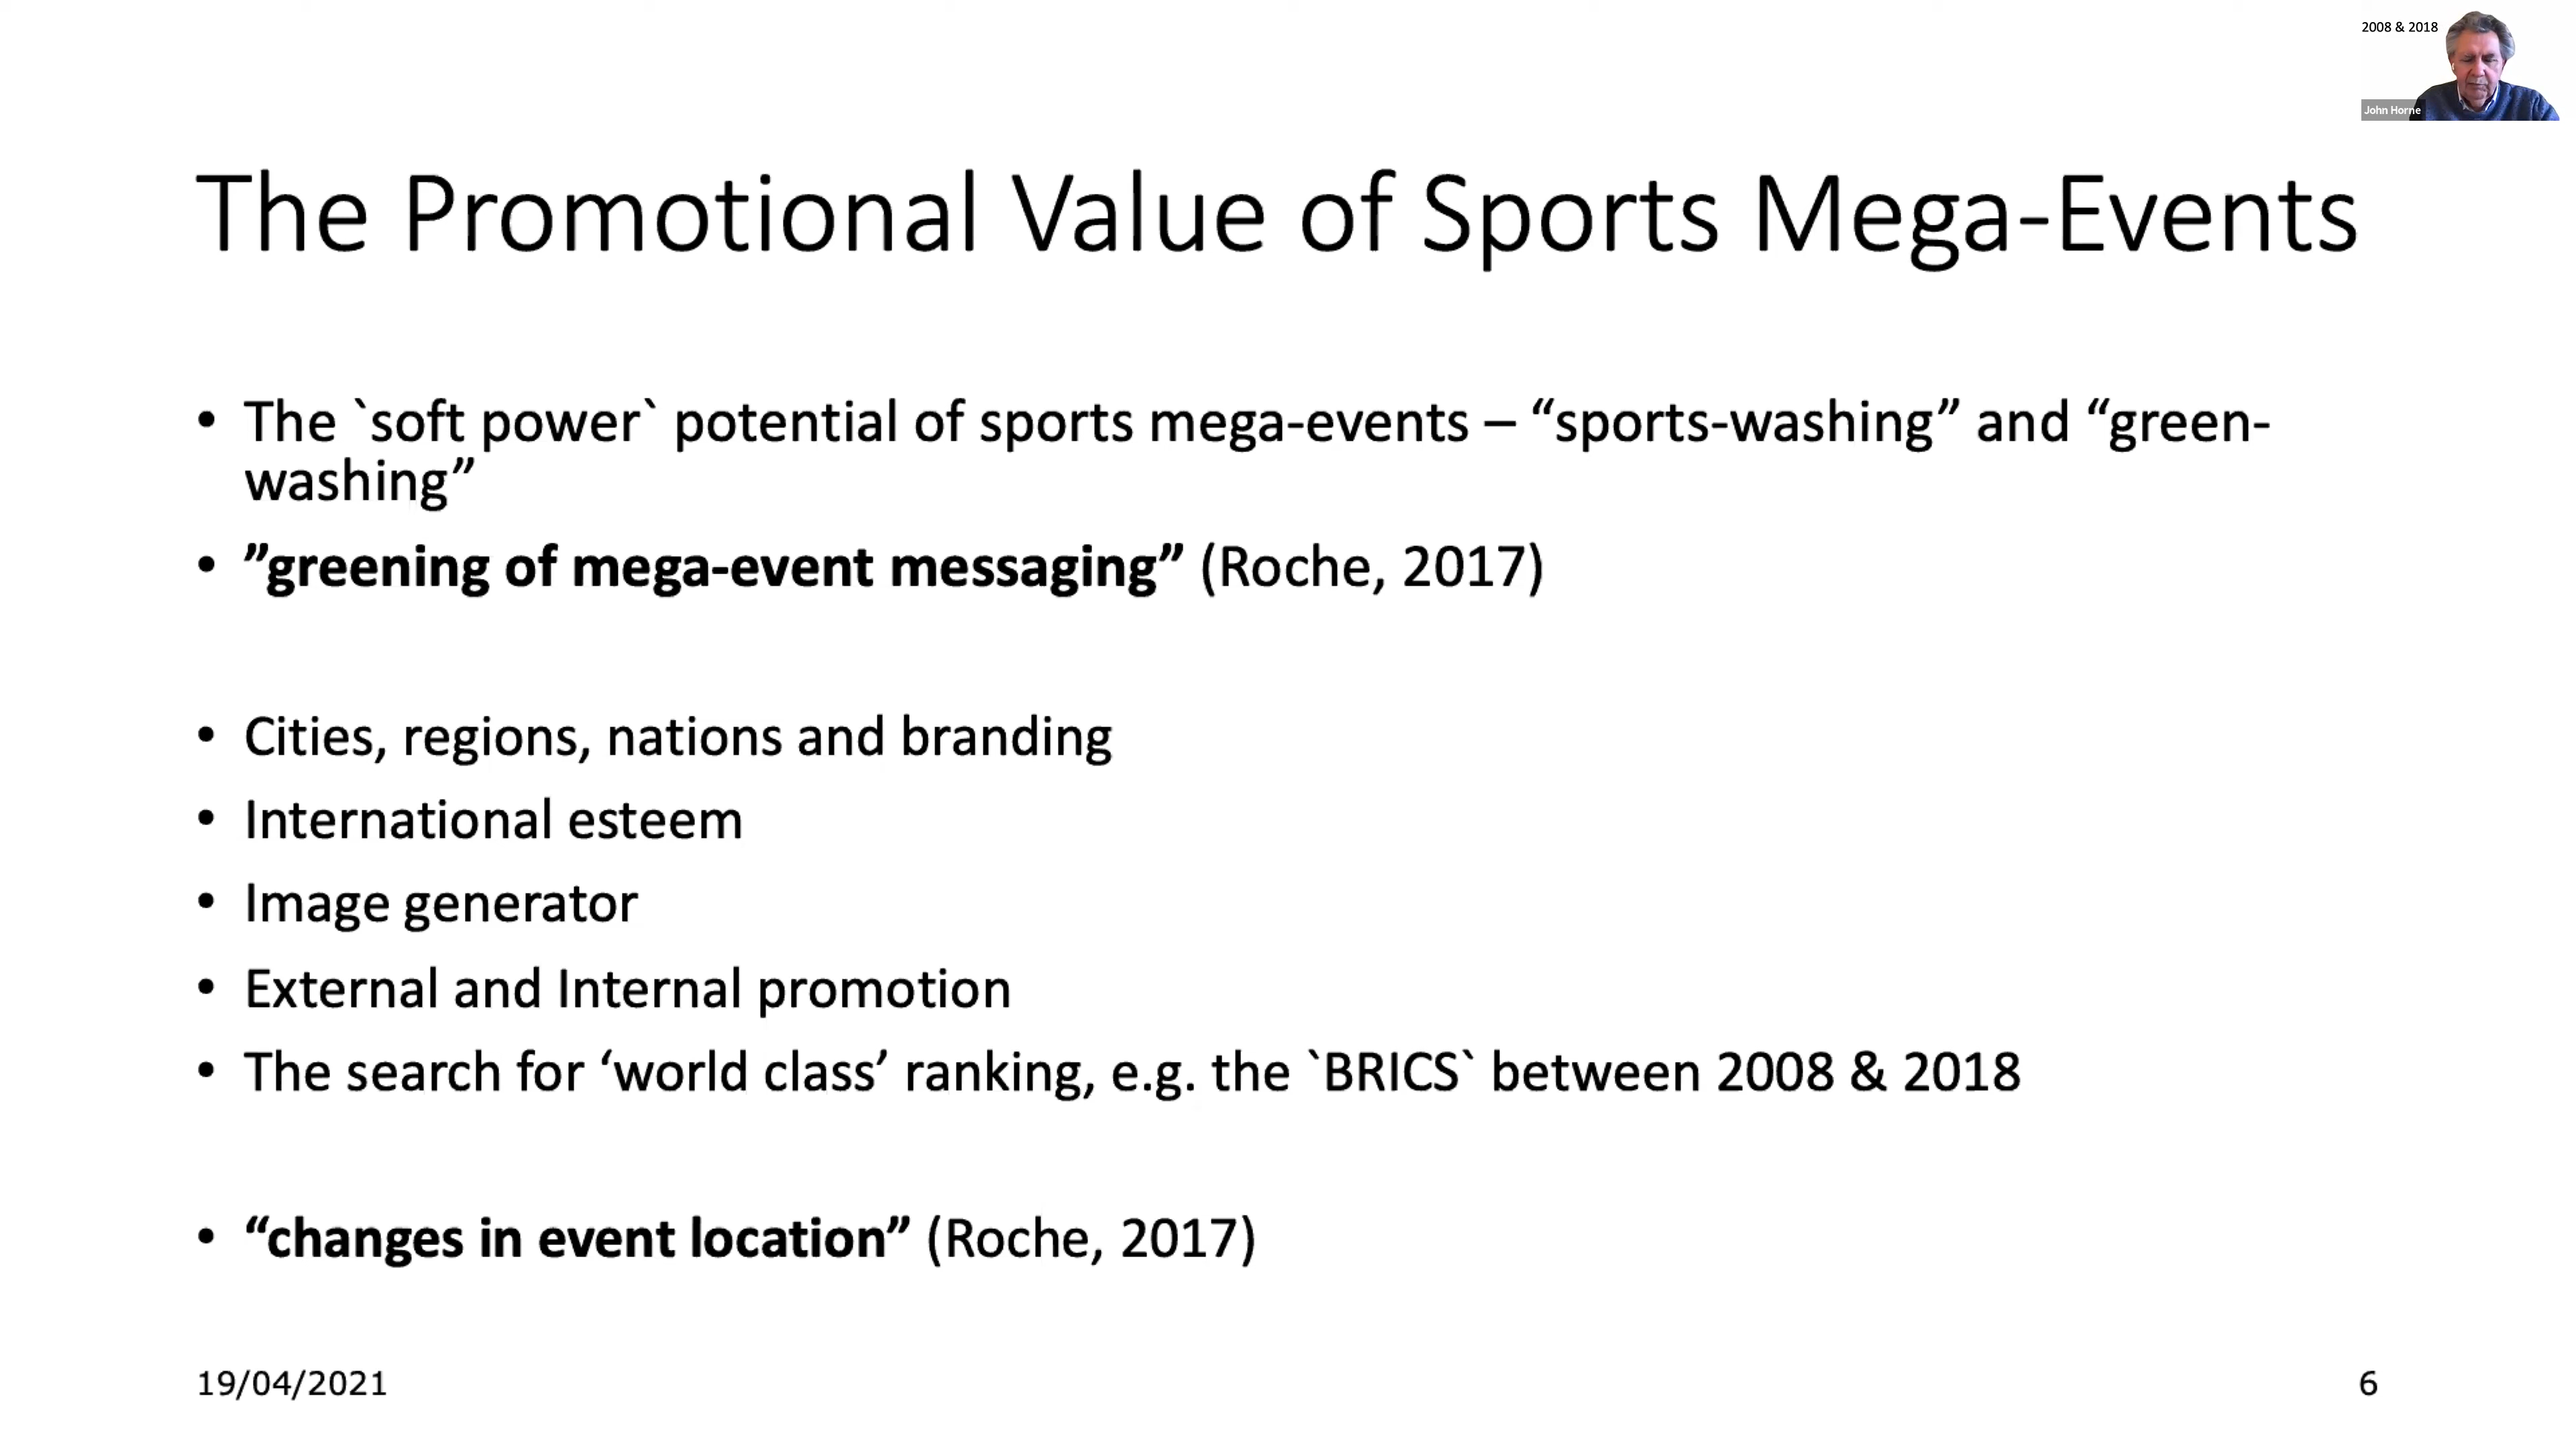 2008 & 2018
John Horne
The Promotional Value of Sports Mega-Events
• The `soft power` potential of sports mega-events – “sports-washing” and “green-
washing”
• ”greening of mega-event messaging” (Roche, 2017)
• Cities, regions, nations and branding
• International esteem
• Image generator
• External and Internal promotion
• The search for ‘world class’ ranking, e.g. the `BRICS` between 2008 & 2018
• “changes in event location” (Roche, 2017)
19/04/2021
6